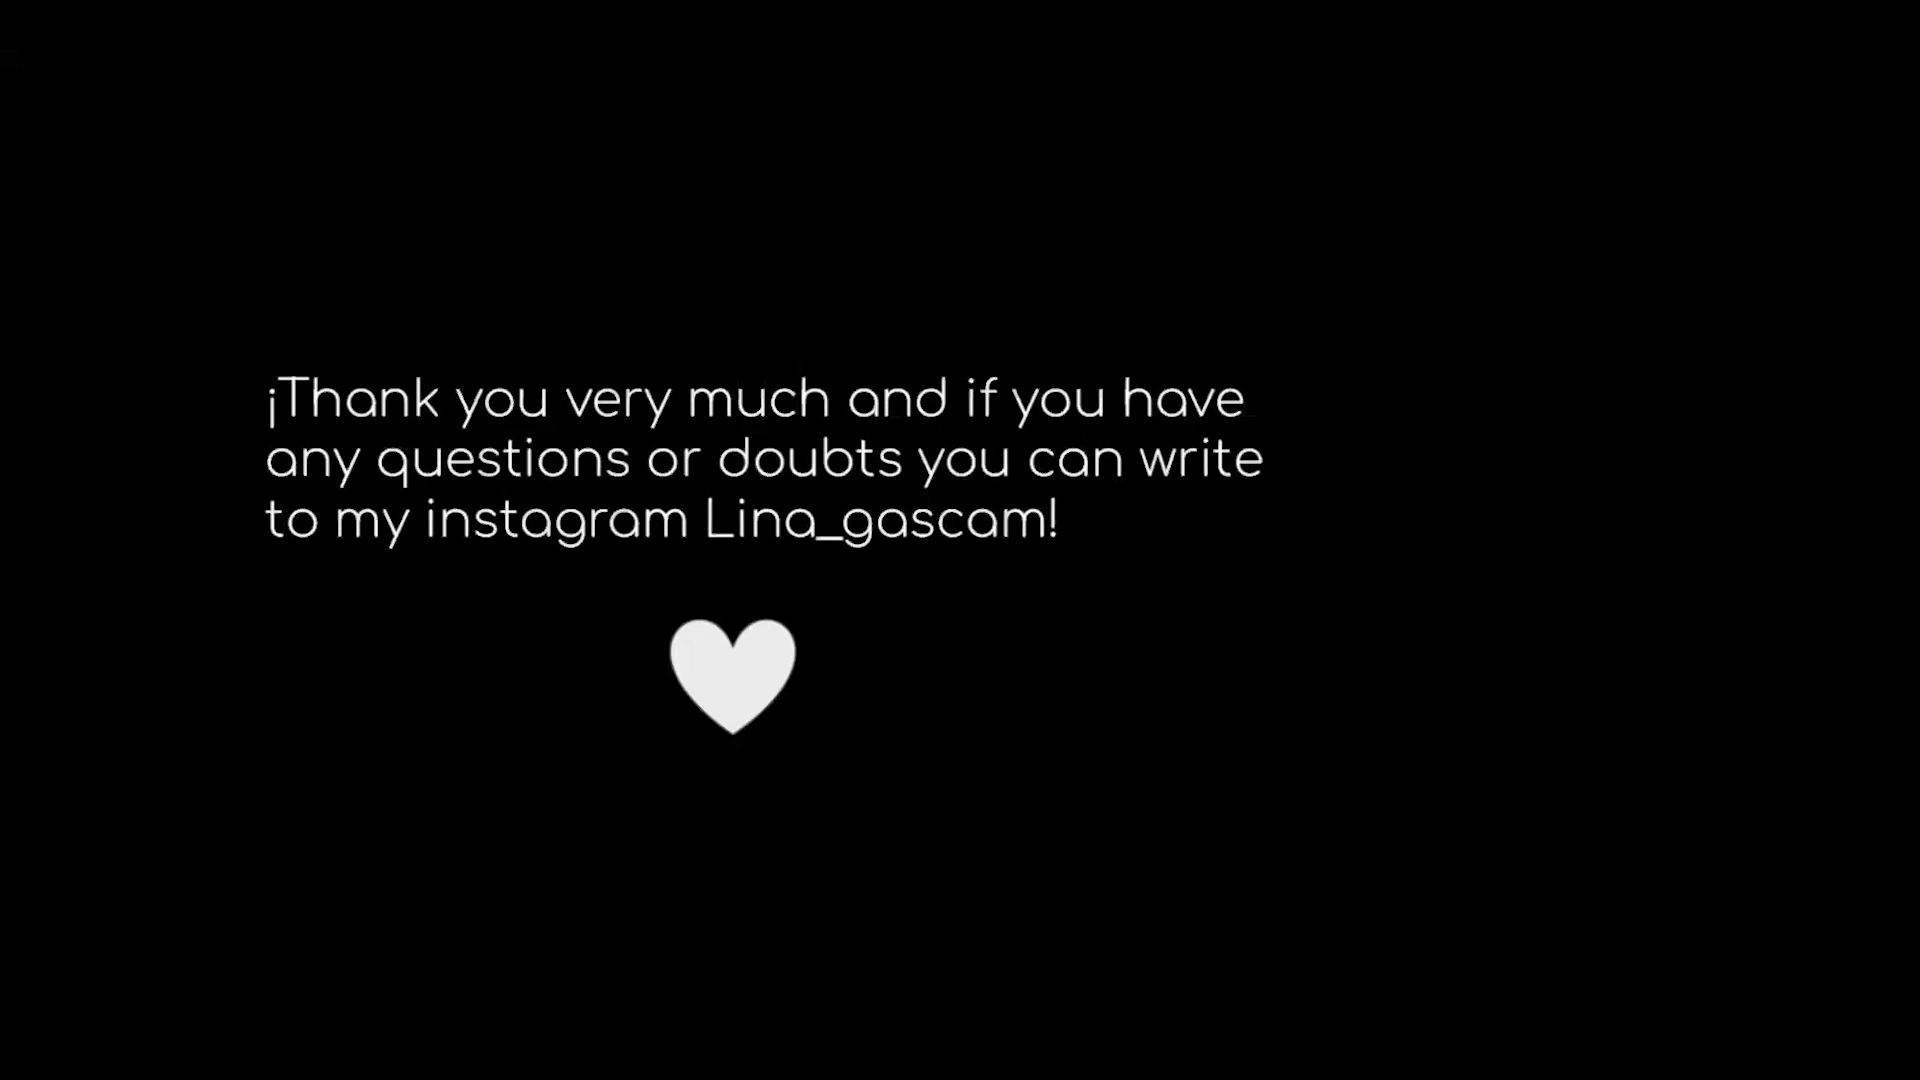 ¡Thank you very much and if you have
any questions or doubts you can write
to my instagram Lina_gascam!